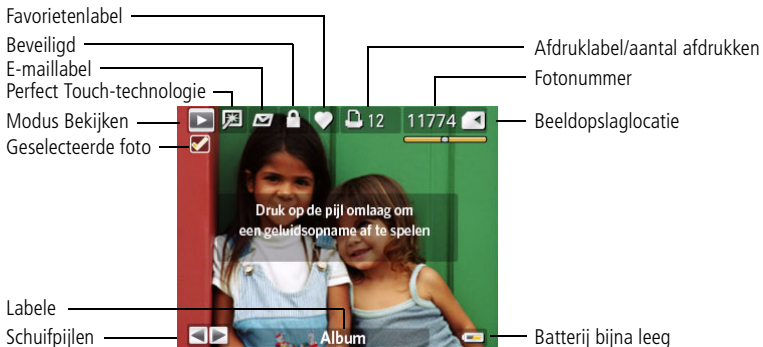 Favorietenlabel
Beveiligd
E-maillabel
Perfect Touch-technologie
Modus Bekijken
Geselecteerde foto
Afdruklabel/aantal afdrukken
Fotonummer
Beeldopslaglocatie
12
11774
Druk op de pijl omlaag om
een geluidsopname af te spelen
Labele
Schuifpijlen
Album
Batterij bijna leeg